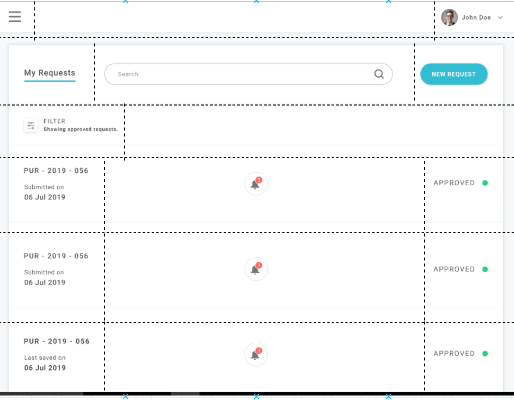 John Doe
My Requests
Search
NEW REQUEST
FILTER
Showing approved requests.
PUR - 2019 - 056
APPROVED
Submitted on
06 Jul 2019
PUR - 2019 - 056
APPROVED
Submitted on
06 Jul 2019
PUR - 2019 - 056
APPROVED
Last saved on
06 Jul 2019